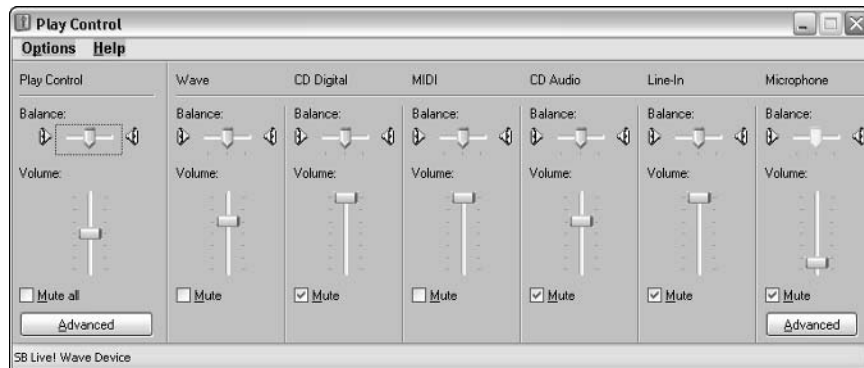 Play Control
Options Help
Play Control Wave CD Digital MIDI CD Audio Line-In Microphone
Balance: Balance: Balance: Balance: Balance: Balance: Balance:
Volume: Volume: Volume: Volume: Volume: Volume: Volume:
Mute all Mute Mute Mute Mute Mute Mute
Advanced Advanced
SB Live! Wave Device